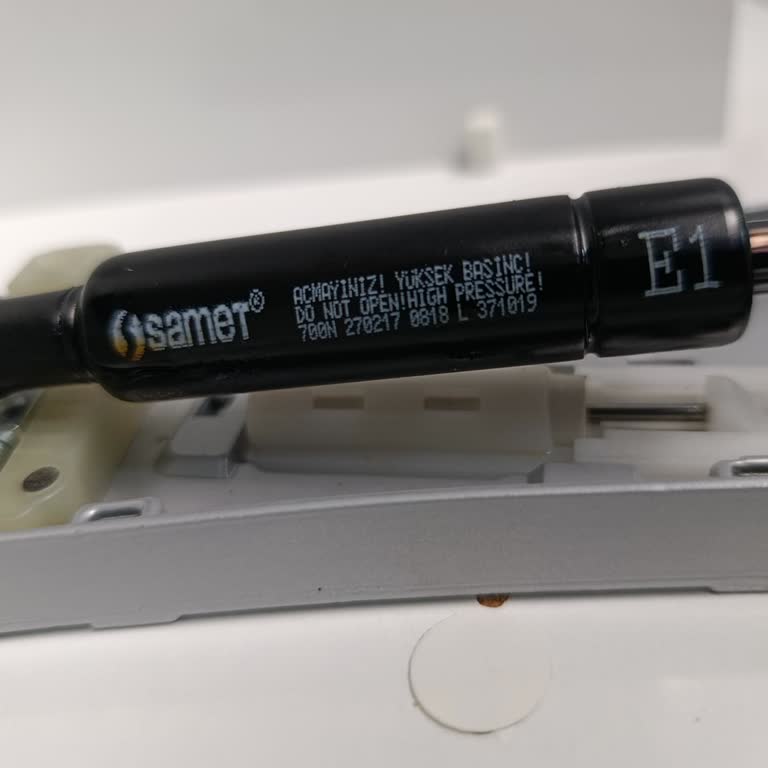 samet®
ACMAYINIZ! YUKSEK BASINC!
DO NOT OPEN!HIGH PRESSURE!
700N 270217 0818 L 371019
E1